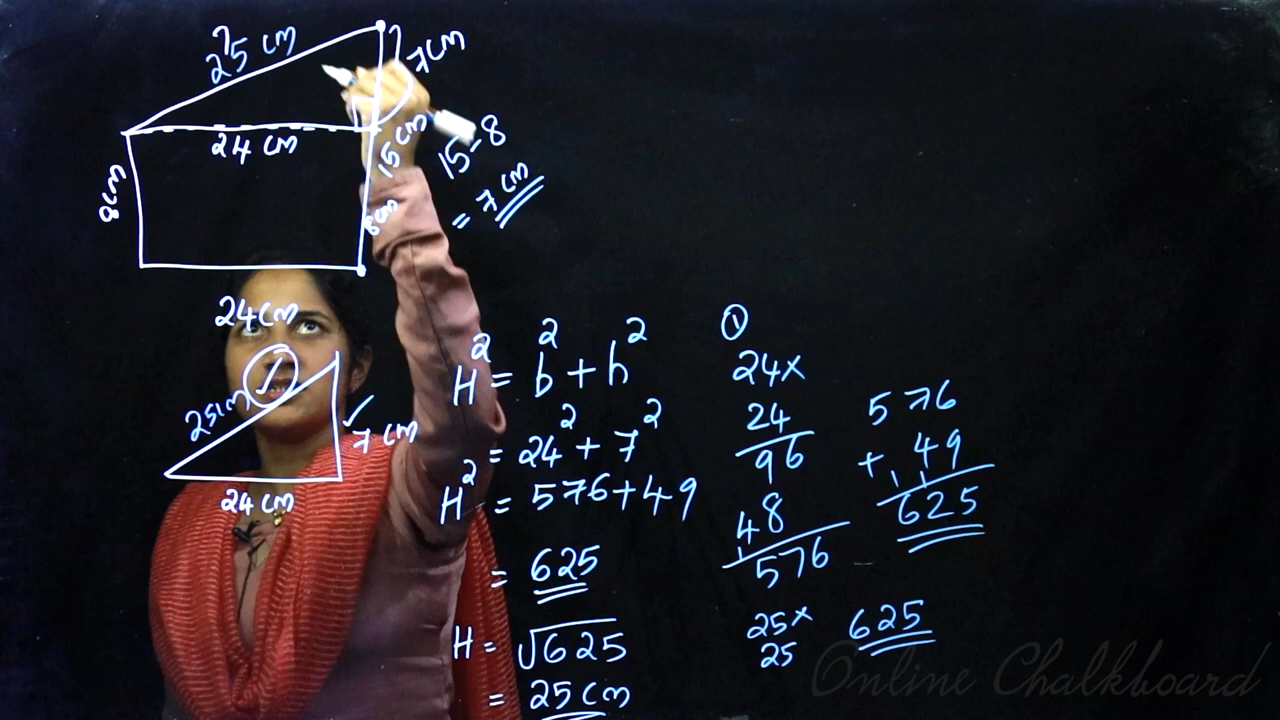 ?
25 cm
7cm
24 cm
15 cm
15-8
= 7 cm
8cm
8cm
24cm
25cm
7 cm
24 cm
H² = b² + h²
= 24² + 7²
H² = 576+49
= 625
H = √625
= 25 cm
①
24×
24
96
48
576
576
+ 49
625
25×
25
625
Online Chalkboard